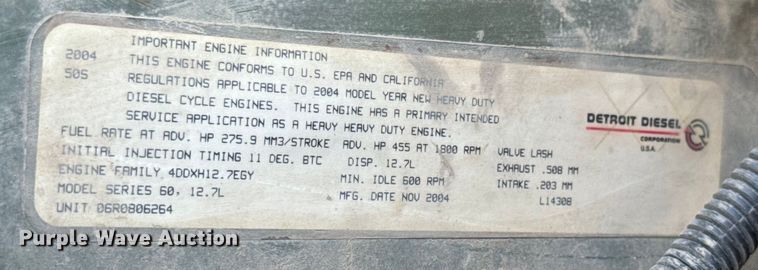 IMPORTANT ENGINE INFORMATION
2004 THIS ENGINE CONFORMS TO U.S. EPA AND CALIFORNIA
50S REGULATIONS APPLICABLE TO 2004 MODEL YEAR NEW HEAVY DUTY
DIESEL CYCLE ENGINES. THIS ENGINE HAS A PRIMARY INTENDED
SERVICE APPLICATION AS A HEAVY HEAVY DUTY ENGINE.
FUEL RATE AT ADV. HP 275.9 MM3/STROKE ADV. HP 455 AT 1800 RPM VALVE LASH
INITIAL INJECTION TIMING 11 DEG. BTC DISP. 12.7L EXHAUST .508 MM
ENGINE FAMILY 4DDXH12.7EGY MIN. IDLE 600 RPM INTAKE .203 MM
MODEL SERIES 60, 12.7L MFG. DATE NOV 2004 L14308
UNIT 06R0806264
DETROIT DIESEL
CORPORATION
U.S.A.
Purple Wave Auction